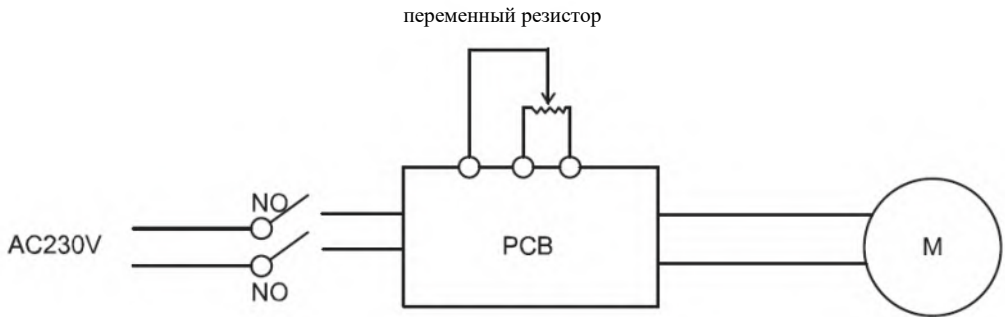 переменный резистор
NO
AC230V
PCB
M
NO